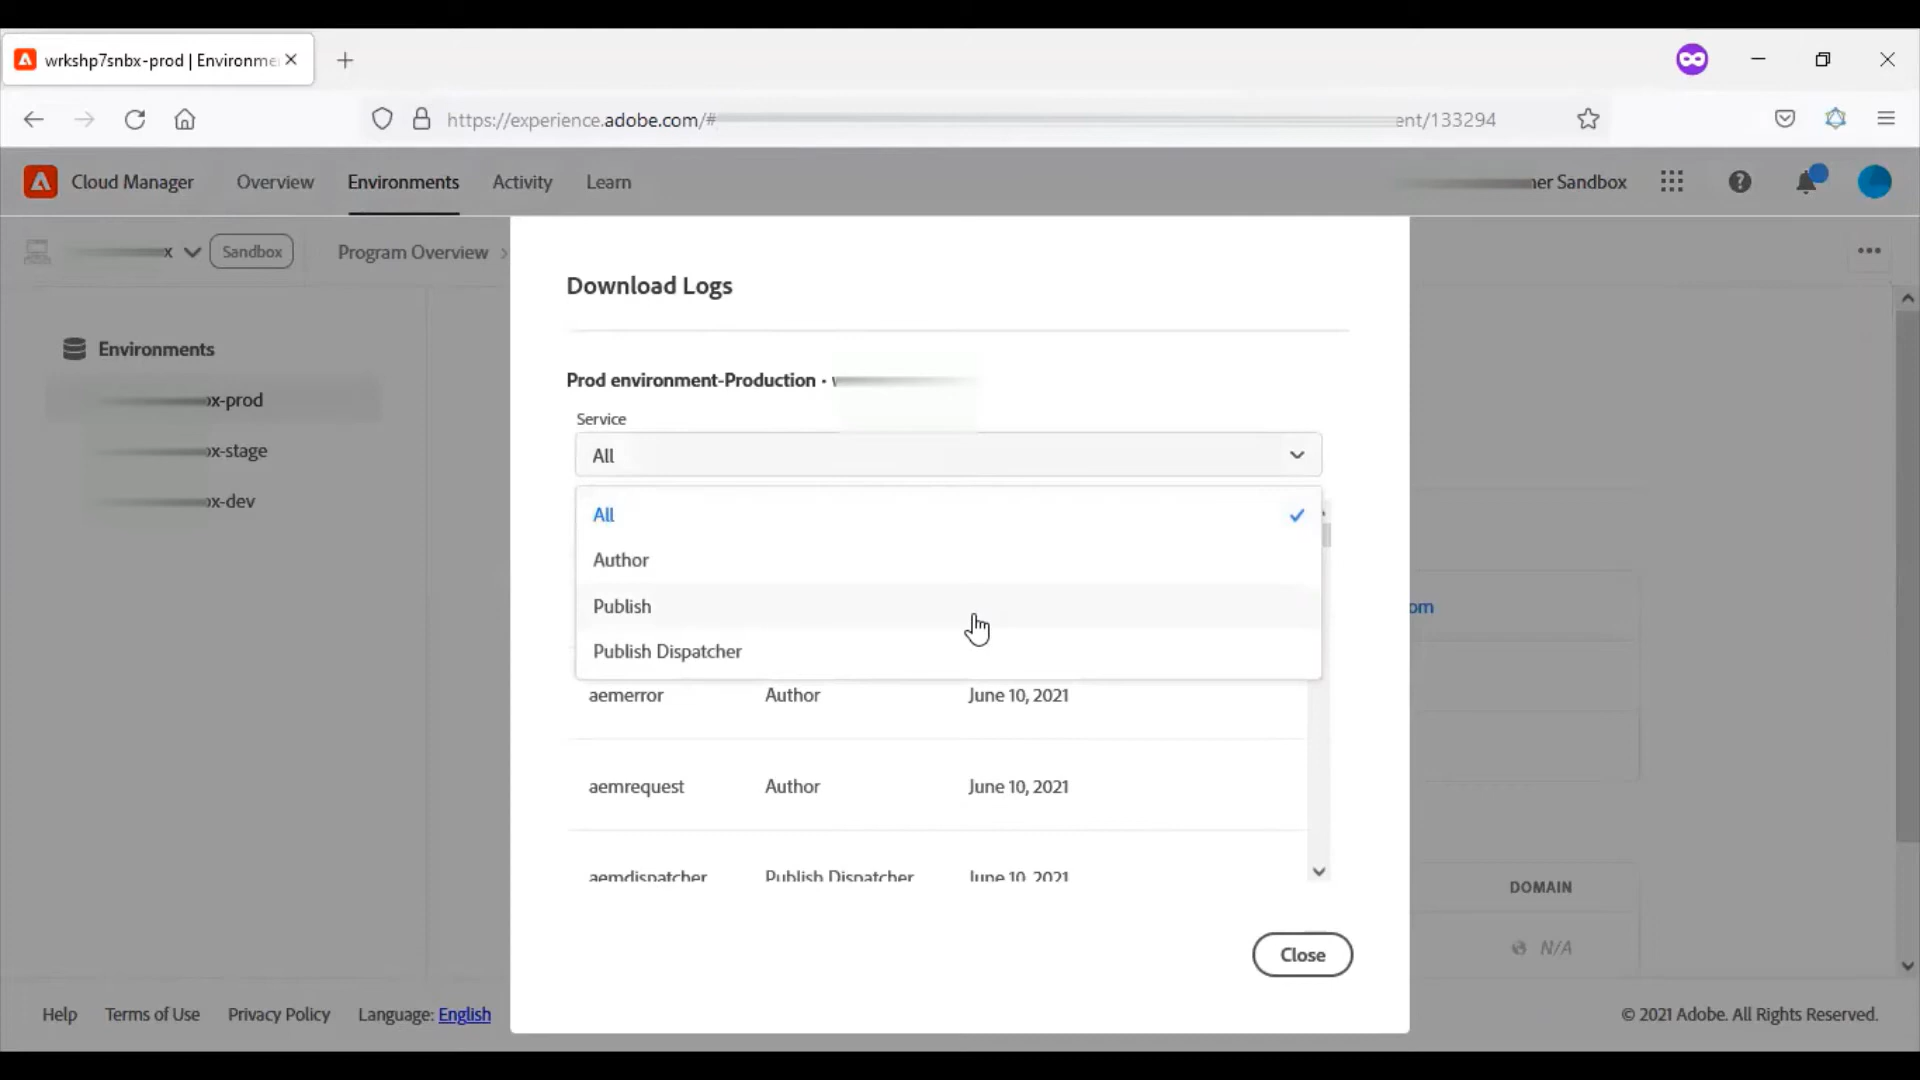 wrkshp7snbx-prod | Environme
https://experience.adobe.com/# ent/133294
Cloud Manager
Overview
Environments
Activity
Learn
ner Sandbox
x
Sandbox
Program Overview
Environments
ox-prod
ox-stage
ox-dev
Download Logs
Prod environment-Production •
Service
All
All
Author
Publish
Publish Dispatcher
aemerror Author June 10, 2021
aemrequest Author June 10, 2021
aemdispatcher Publish Dispatcher June 10, 2021
Close
om
DOMAIN
N/A
Help
Terms of Use
Privacy Policy
Language: English
© 2021 Adobe. All Rights Reserved.